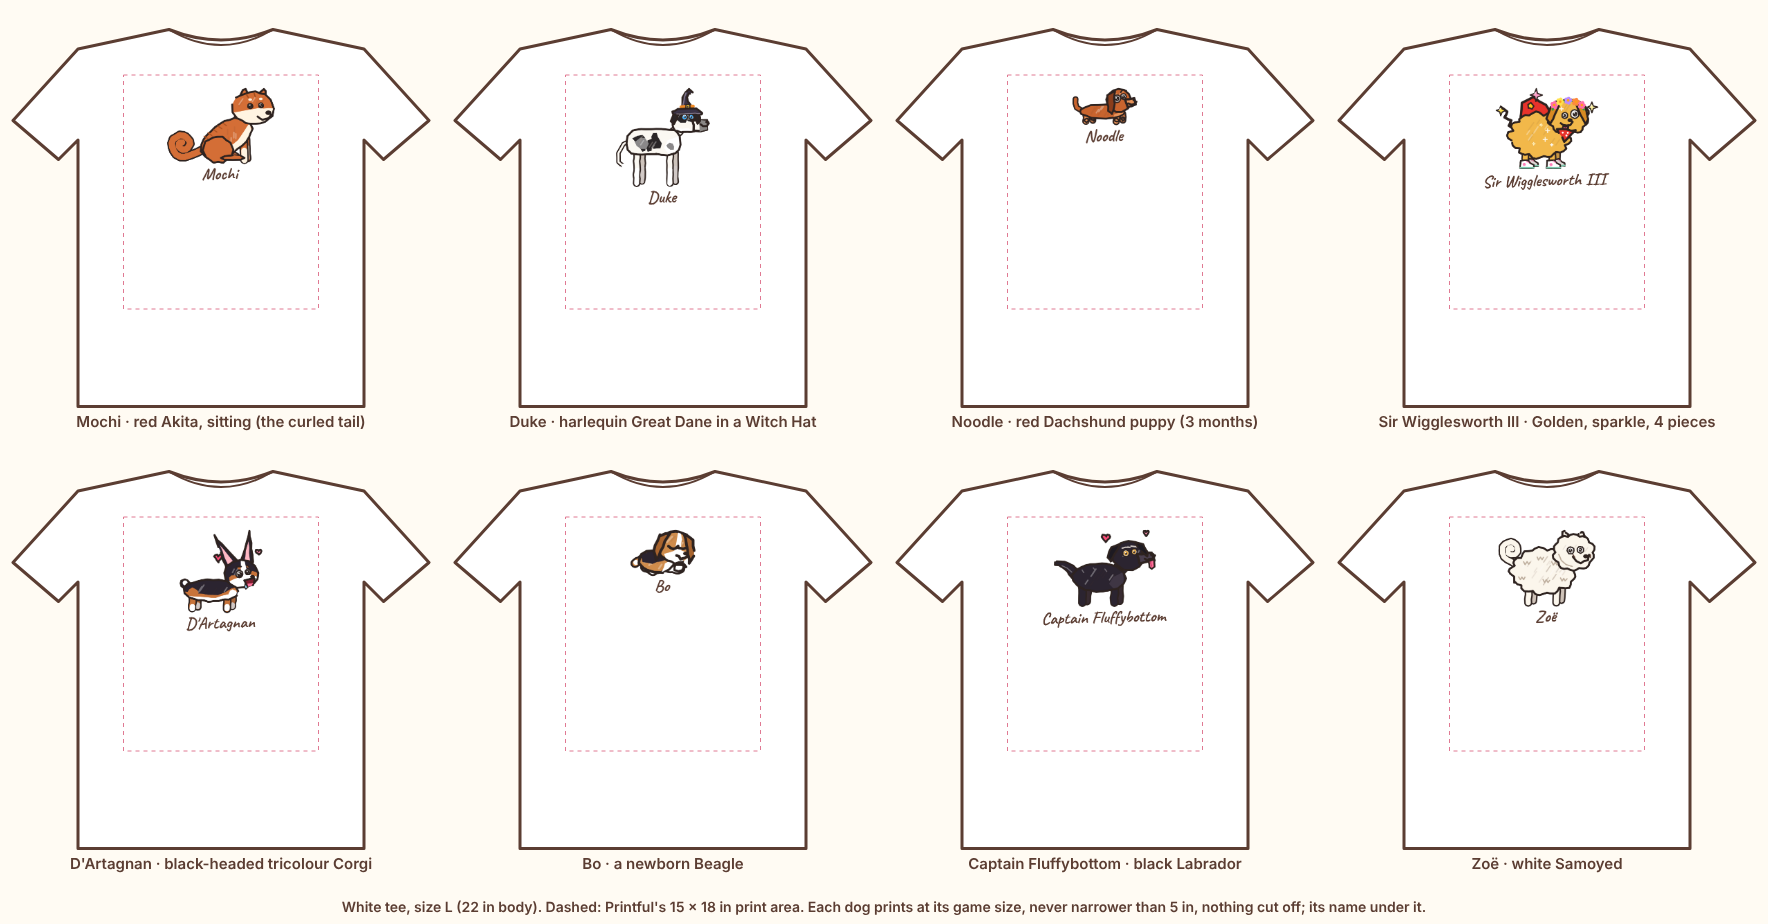 Mochi
Duke
Noodle
Sir Wigglesworth III
Mochi · red Akita, sitting (the curled tail)
Duke · harlequin Great Dane in a Witch Hat
Noodle · red Dachshund puppy (3 months)
Sir Wigglesworth III · Golden, sparkle, 4 pieces
D'Artagnan
Bo
Captain Fluffybottom
Zoë
D'Artagnan · black-headed tricolour Corgi
Bo · a newborn Beagle
Captain Fluffybottom · black Labrador
Zoë · white Samoyed
White tee, size L (22 in body). Dashed: Printful's 15 × 18 in print area. Each dog prints at its game size, never narrower than 5 in, nothing cut off; its name under it.